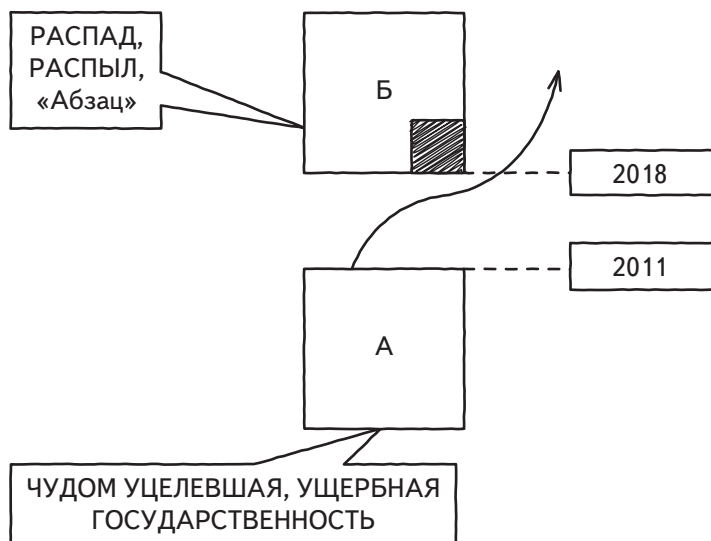 РАСПАД,
РАСПЫЛ,
«Абзац»
Б
2018
2011
А
ЧУДОМ УЦЕЛЕВШАЯ, УЩЕРБНАЯ
ГОСУДАРСТВЕННОСТЬ